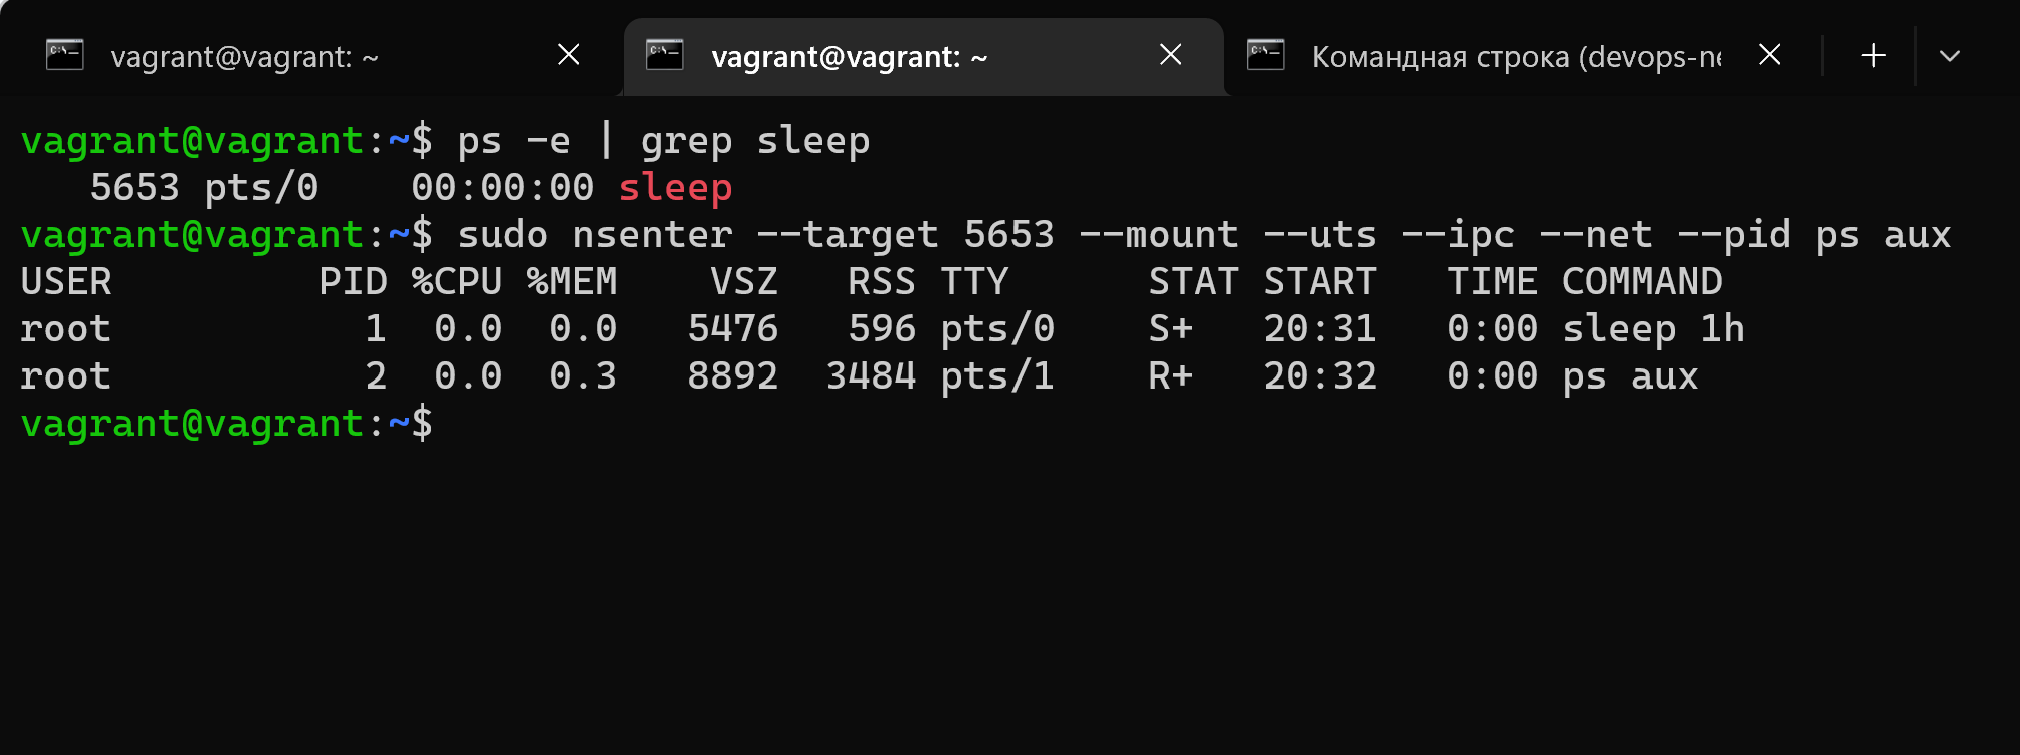 vagrant@vagrant: ~
vagrant@vagrant: ~
Командная строка (devops-ne
vagrant@vagrant:~$ ps -e | grep sleep
   5653 pts/0    00:00:00 sleep
vagrant@vagrant:~$ sudo nsenter --target 5653 --mount --uts --ipc --net --pid ps aux
USER         PID %CPU %MEM    VSZ   RSS TTY      STAT START   TIME COMMAND
root           1  0.0  0.0   5476   596 pts/0    S+   20:31   0:00 sleep 1h
root           2  0.0  0.3   8892  3484 pts/1    R+   20:32   0:00 ps aux
vagrant@vagrant:~$